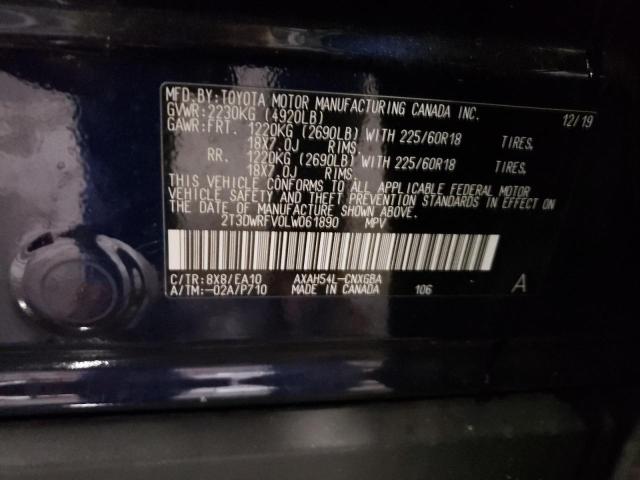 MFD.BY:TOYOTA MOTOR MANUFACTURING CANADA INC.
GVWR:2230KG (4920LB) 12/19
GAWR:FRT. 1220KG (2690LB) WITH 225/60R18 TIRES.
18X7.0J RIMS.
RR. 1220KG (2690LB) WITH 225/60R18 TIRES.
18X7.0J RIMS.
THIS VEHICLE CONFORMS TO ALL APPLICABLE FEDERAL MOTOR
VEHICLE SAFETY AND THEFT PREVENTION STANDARDS IN EFFECT ON
THE DATE OF MANUFACTURE SHOWN ABOVE.
2T3DWRFV0LW061890 MPV
C/TR:8X8/EA10 AXAH54L-CNXGBA
A/TM:-02A/P710 MADE IN CANADA 106 A